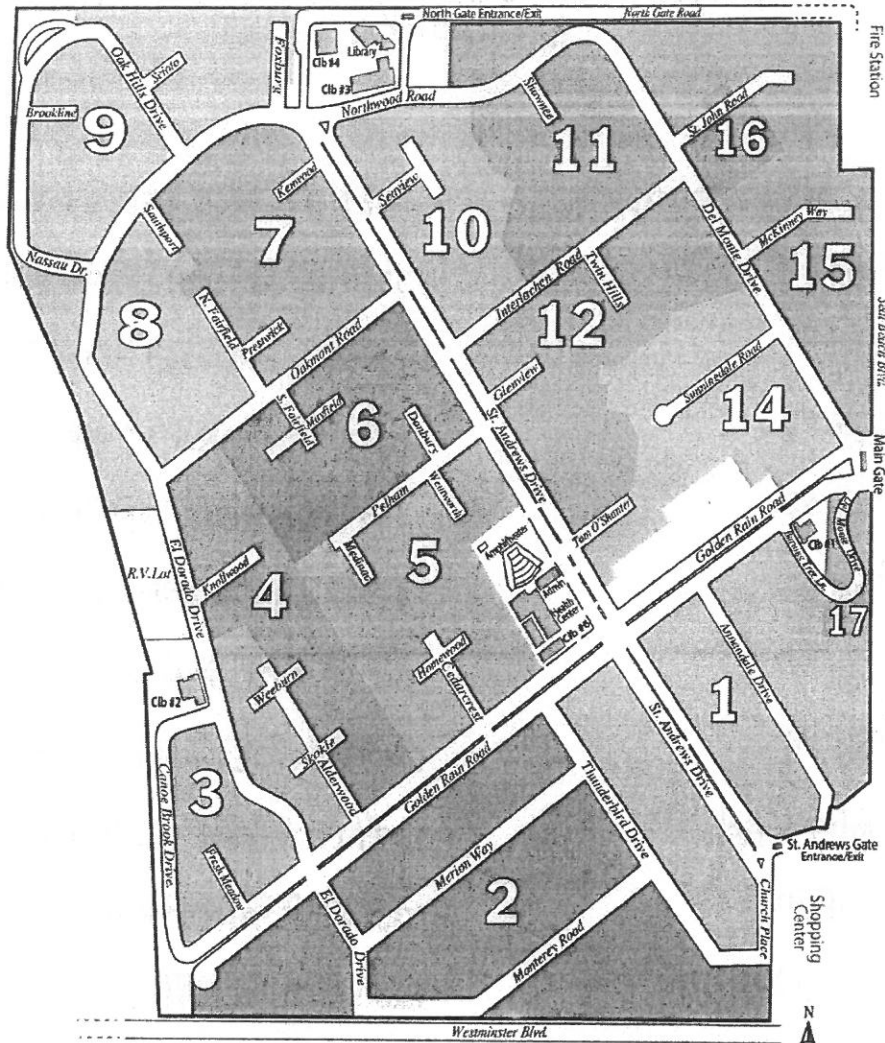 North Gate Entrance/Exit
North Gate Road
Fire Station
Clb #4
Library
Clb #3
Foxburg
Northwood Road
Oak Hills Drive
Scioto
Brookline
9
Shawnee
11
St. John Road
16
Kenwood
Seaview
10
Southport
7
Nassau Dr.
8
Del Monte Drive
McKinney Way
15
Interlachen Road
Twin Hills
12
N. Fairfield
Prestwick
Oakmont Road
Seal Beach Blvd.
Sunningdale Road
14
Glenview
S. Fairfield
Mayfield
6
Danbury
St. Andrews Drive
Main Gate
Pelham
Wentworth
Golden Rain Road
El Dorado Drive
R.V. Lot
Knollwood
4
Medinac
5
Amphitheater
Tam O'Shanter
Clb #1
Burning Tree Ln.
Drive
17
Admin
Health
Center
Clb #6
Homewood
Cedarcrest
Annandale Drive
1
Clb #2
Weeburn
Skokie
Alderwood
St. Andrews Drive
Golden Rain Road
Canoe Brook Drive
3
Fresh Meadow
Thunderbird Drive
Merion Way
2
El Dorado Drive
Monterey Road
St. Andrews Gate
Entrance/Exit
Church Place
Shopping
Center
Westminster Blvd.
N